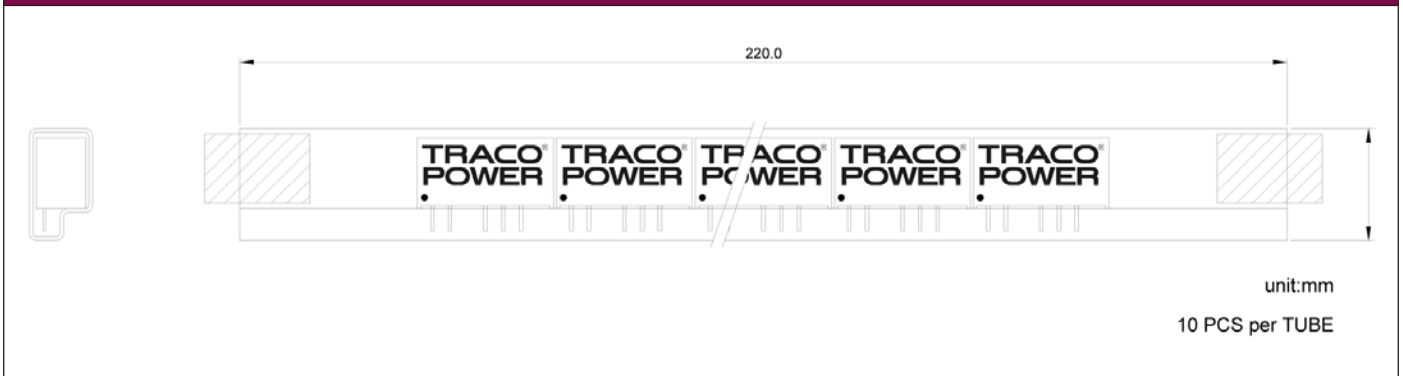 220.0
TRACO® TRACO® TRACO® TRACO® TRACO®
POWER POWER POWER POWER POWER
unit:mm
10 PCS per TUBE